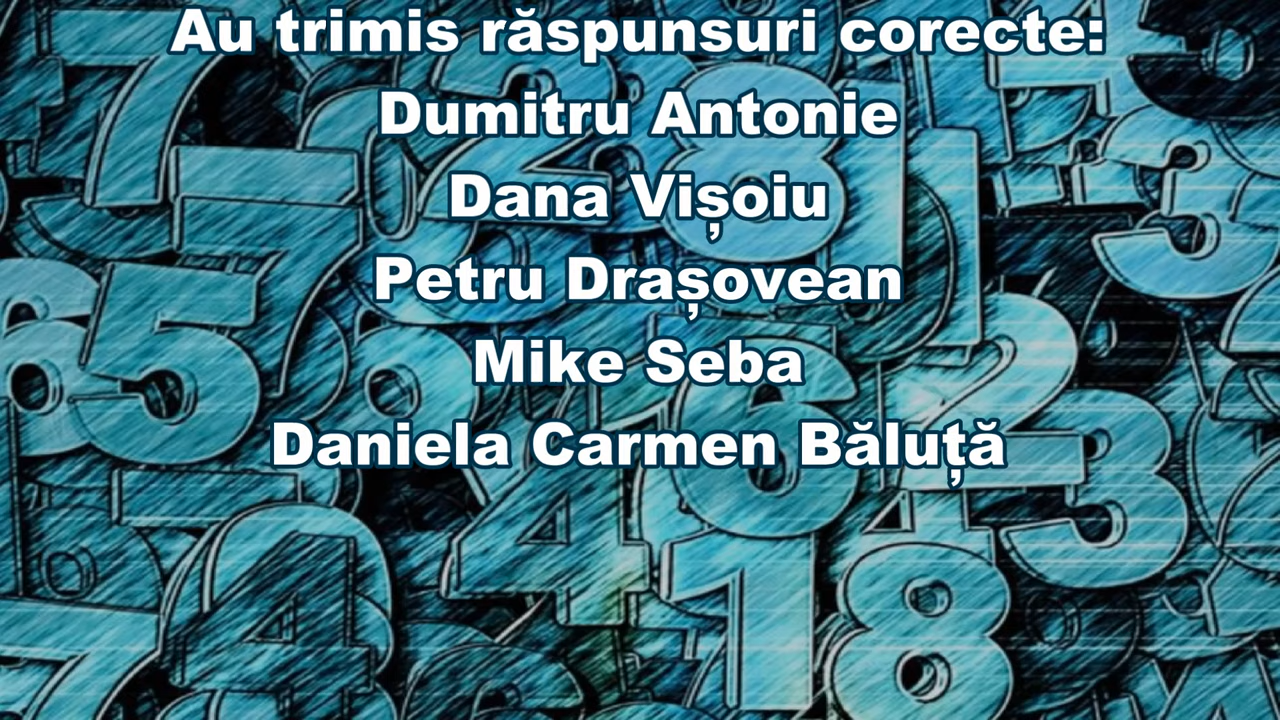 Au trimis răspunsuri corecte:
Dumitru Antonie
Dana Vișoiu
Petru Drașovean
Mike Seba
Daniela Carmen Băluță